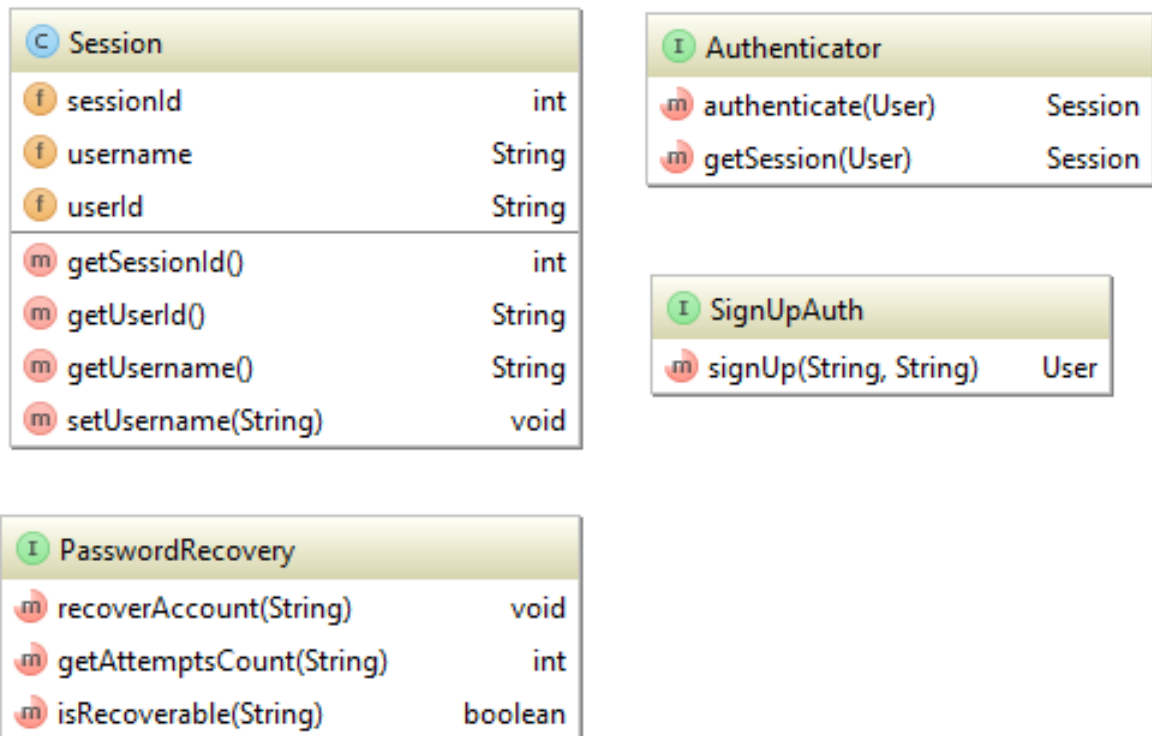 C Session
f sessionId int
f username String
f userId String
m getSessionId() int
m getUserId() String
m getUsername() String
m setUsername(String) void
I Authenticator
m authenticate(User) Session
m getSession(User) Session
I SignUpAuth
m signUp(String, String) User
I PasswordRecovery
m recoverAccount(String) void
m getAttemptsCount(String) int
m isRecoverable(String) boolean